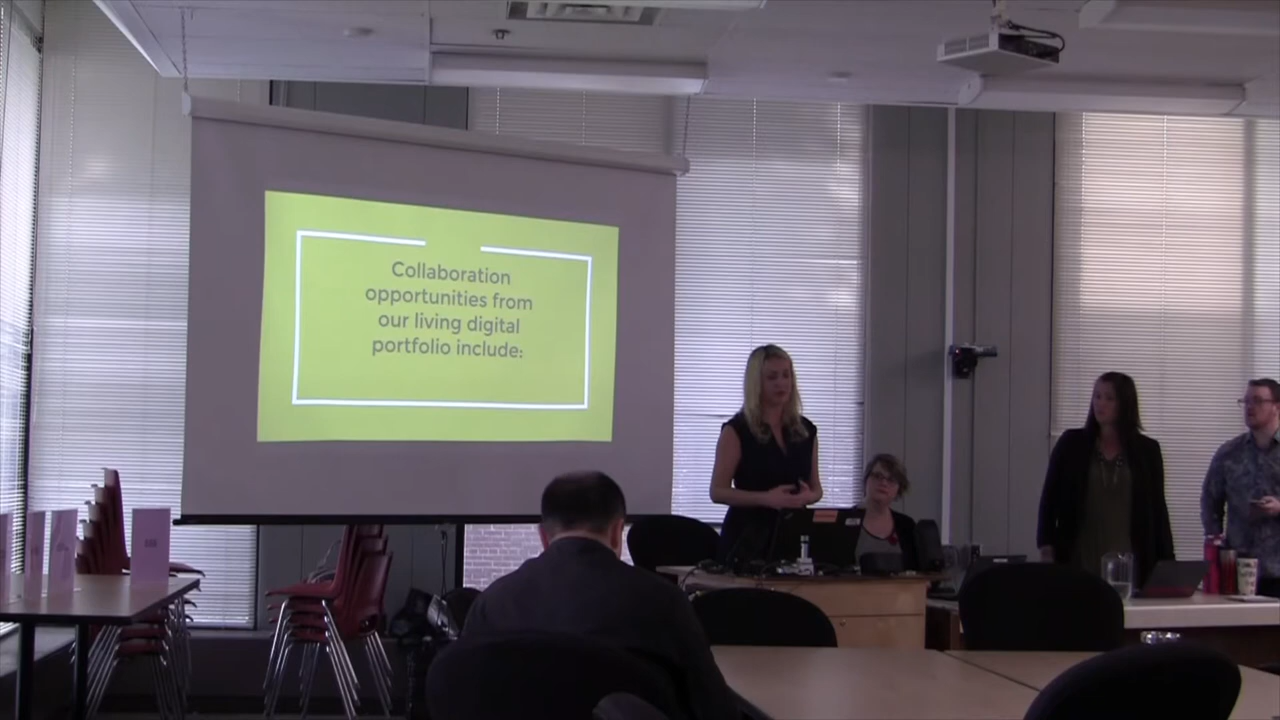 Collaboration
opportunities from
our living digital
portfolio include: